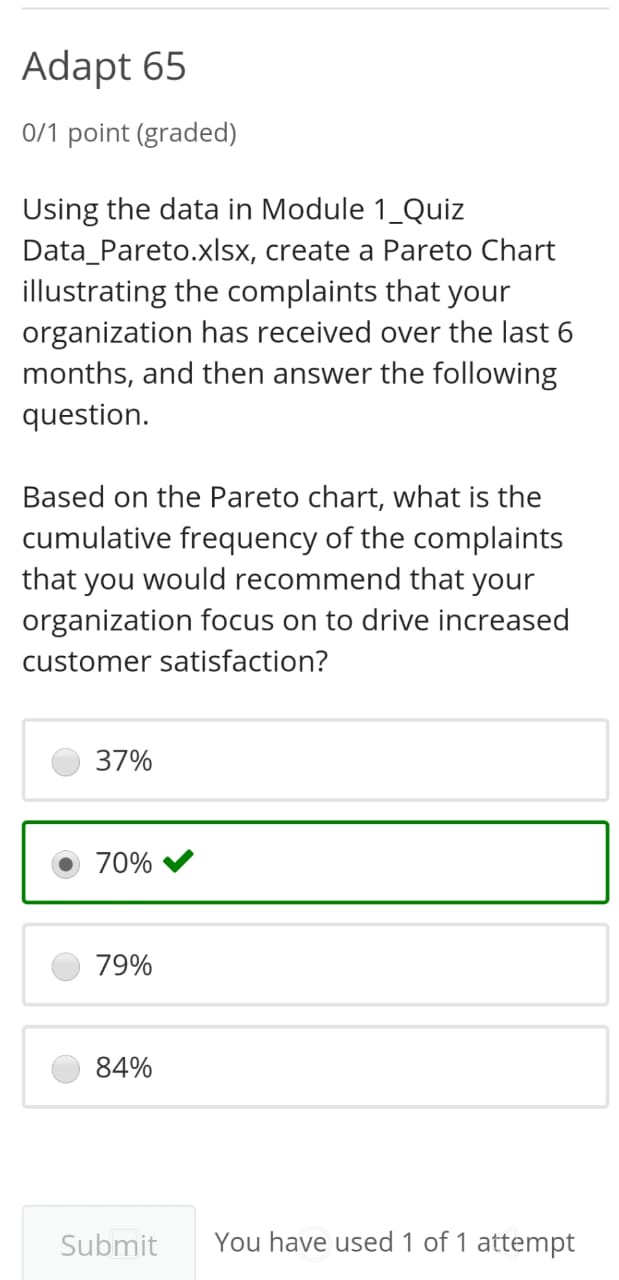 Adapt 65
0/1 point (graded)
Using the data in Module 1_Quiz
Data_Pareto.xlsx, create a Pareto Chart
illustrating the complaints that your
organization has received over the last 6
months, and then answer the following
question.
Based on the Pareto chart, what is the
cumulative frequency of the complaints
that you would recommend that your
organization focus on to drive increased
customer satisfaction?
37%
70%
79%
84%
Submit You have used 1 of 1 attempt